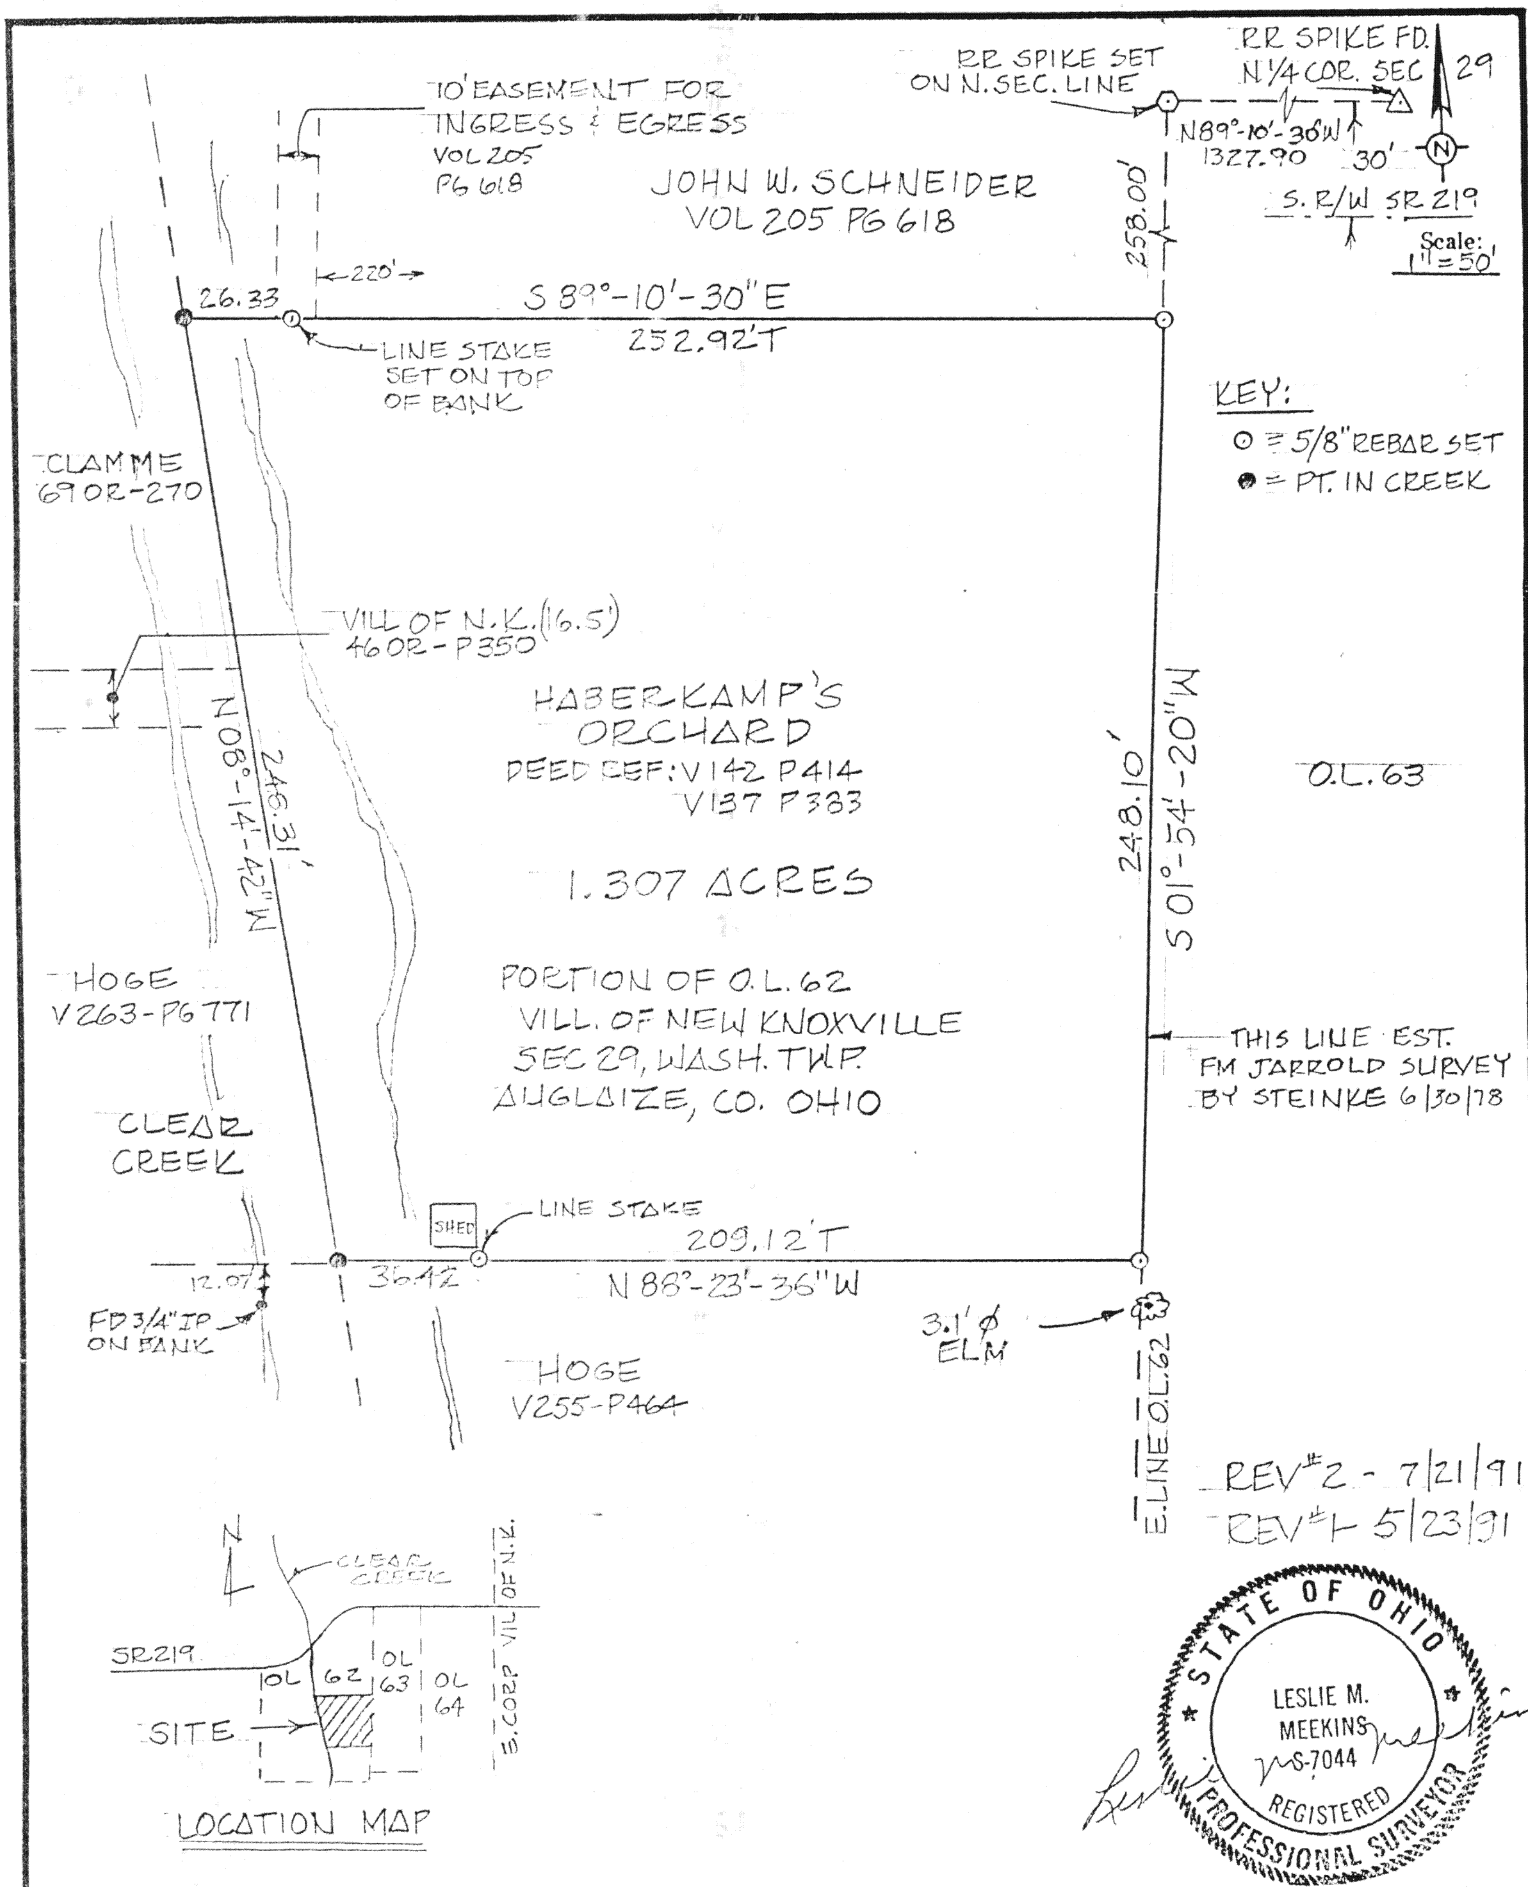 RR SPIKE FD.
N 1/4 COR. SEC 29
RR SPIKE SET
ON N. SEC. LINE
N89°-10'-30"W
1327.90
30'
N
S. R/W SR 219
Scale:
1"=50'
10' EASEMENT FOR
INGRESS & EGRESS
VOL 205
PG 618
JOHN W. SCHNEIDER
VOL 205 PG 618
258.00'
220'
26.33
S 89°-10'-30"E
252.92'T
LINE STAKE
SET ON TOP
OF BANK
KEY:
= 5/8" REBAR SET
= PT. IN CREEK
CLAMME
69OR-270
VILL OF N.K. (16.5')
46OR-P350
N 08°-14'-42"W
246.31'
HABERKAMP'S
ORCHARD
DEED REF: V142 P414
V137 P383
1.307 ACRES
248.10'
S 01°-54'-20"W
O.L. 63
HOGE
V263-PG771
PORTION OF O.L. 62
VILL. OF NEW KNOXVILLE
SEC 29, WASH. TWP.
AUGLAIZE, CO. OHIO
THIS LINE EST.
FM JARROLD SURVEY
BY STEINKE 6/30/78
CLEAR
CREEK
SHED
LINE STAKE
209.12'T
N 88°-23'-36"W
36.42
12.07'
FD 3/4" IP
ON BANK
3.1' Ø
ELM
HOGE
V255-P464
E. LINE O.L. 62
REV#2 - 7/21/91
REV#1- 5/23/91
N
CLEAR
CREEK
E. CORP VIL OF N.K.
SR219
OL 62
OL
63
OL
64
SITE
LOCATION MAP
STATE OF OHIO
LESLIE M.
MEEKINS
S-7044
REGISTERED
PROFESSIONAL SURVEYOR